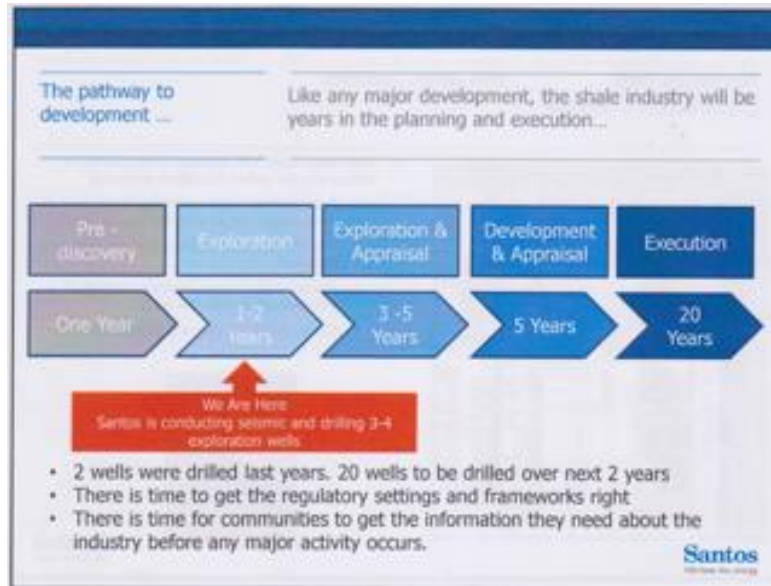 The pathway to
development ...
Like any major development, the shale industry will be
years in the planning and execution...
Pre -
discovery
Exploration
Exploration &
Appraisal
Development
& Appraisal
Execution
One Year
1-2
Years
3 -5
Years
5 Years
20
Years
We Are Here
Santos is conducting seismic and drilling 3-4
exploration wells
• 2 wells were drilled last years. 20 wells to be drilled over next 2 years
• There is time to get the regulatory settings and frameworks right
• There is time for communities to get the information they need about the
industry before any major activity occurs.
Santos